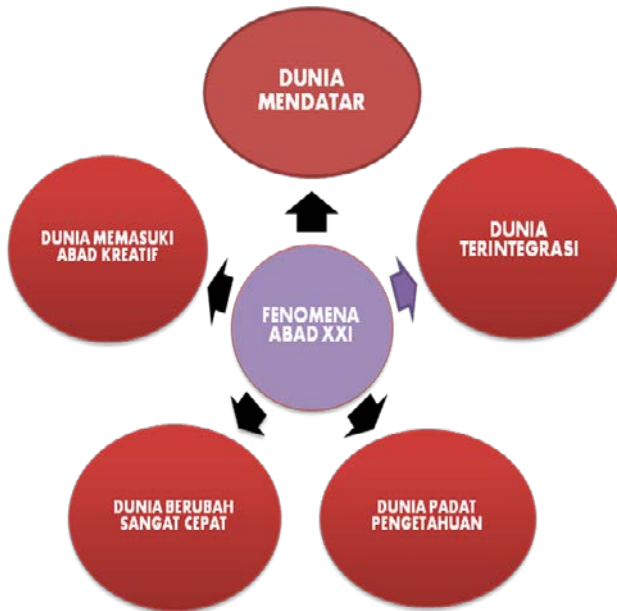 DUNIA
MENDATAR
DUNIA
TERINTEGRASI
DUNIA MEMASUKI
ABAD KREATIF
FENOMENA
ABAD XXI
DUNIA BERUBAH
SANGAT CEPAT
DUNIA PADAT
PENGETAHUAN